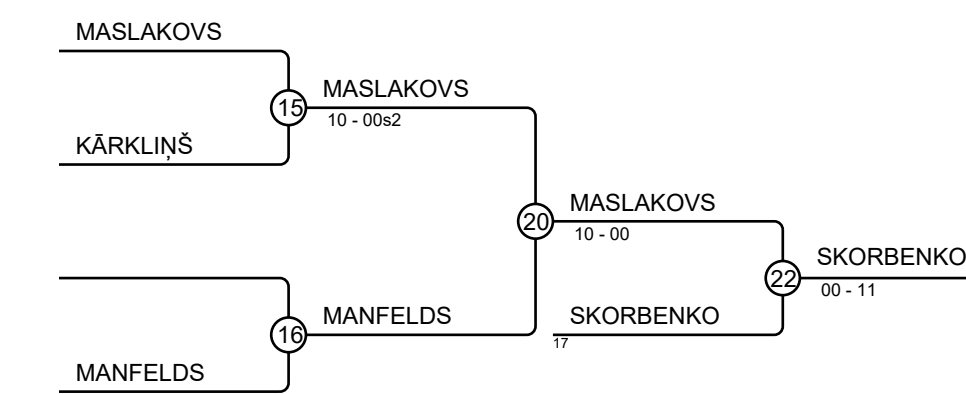 MASLAKOVS
15
MASLAKOVS
10 - 00s2
KĀRKLIŅŠ
20
MASLAKOVS
10 - 00
22
SKORBENKO
00 - 11
16
MANFELDS
SKORBENKO
17
MANFELDS